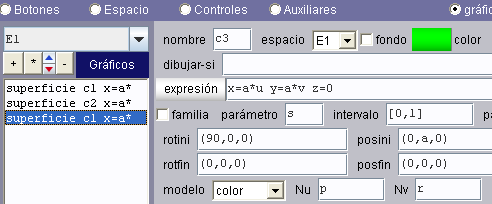 Botones Espacio Controles Auxiliares gráfic
E1 nombre c3 espacio E1 fondo color
+ * - Gráficos dibujar-si
expresión x=a*u y=a*v z=0
superficie c1 x=a*
superficie c2 x=a*
superficie c1 x=a*
familia parámetro s intervalo [0,1] pa
rotini (90,0,0) posini (0,a,0)
rotfin (0,0,0) posfin (0,0,0)
modelo color Nu p Nv r